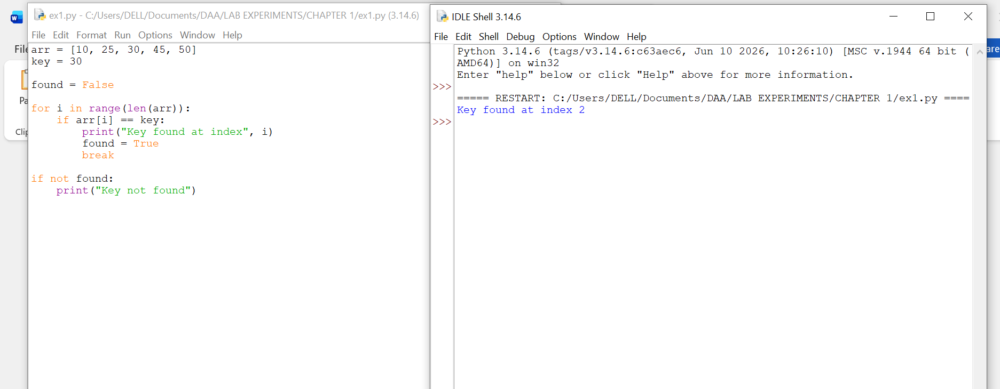 ex1.py - C:/Users/DELL/Documents/DAA/LAB EXPERIMENTS/CHAPTER 1/ex1.py (3.14.6)
File Edit Format Run Options Window Help
arr = [10, 25, 30, 45, 50]
key = 30
found = False
for i in range(len(arr)):
    if arr[i] == key:
        print("Key found at index", i)
        found = True
        break
if not found:
    print("Key not found")
IDLE Shell 3.14.6
File Edit Shell Debug Options Window Help
Python 3.14.6 (tags/v3.14.6:c63aec6, Jun 10 2026, 10:26:10) [MSC v.1944 64 bit (
AMD64)] on win32
Enter "help" below or click "Help" above for more information.
>>>
===== RESTART: C:/Users/DELL/Documents/DAA/LAB EXPERIMENTS/CHAPTER 1/ex1.py ====
Key found at index 2
>>>
W
File
Pa
Clip
are